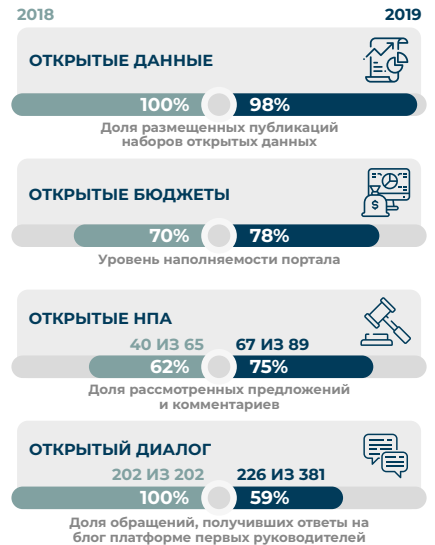 2018 2019
ОТКРЫТЫЕ ДАННЫЕ
100% 98%
Доля размещенных публикаций
наборов открытых данных
ОТКРЫТЫЕ БЮДЖЕТЫ
$
70% 78%
Уровень наполняемости портала
ОТКРЫТЫЕ НПА
40 ИЗ 65 67 ИЗ 89
62% 75%
Доля рассмотренных предложений
и комментариев
ОТКРЫТЫЙ ДИАЛОГ
202 ИЗ 202 226 ИЗ 381
100% 59%
Доля обращений, получивших ответы на
блог платформе первых руководителей